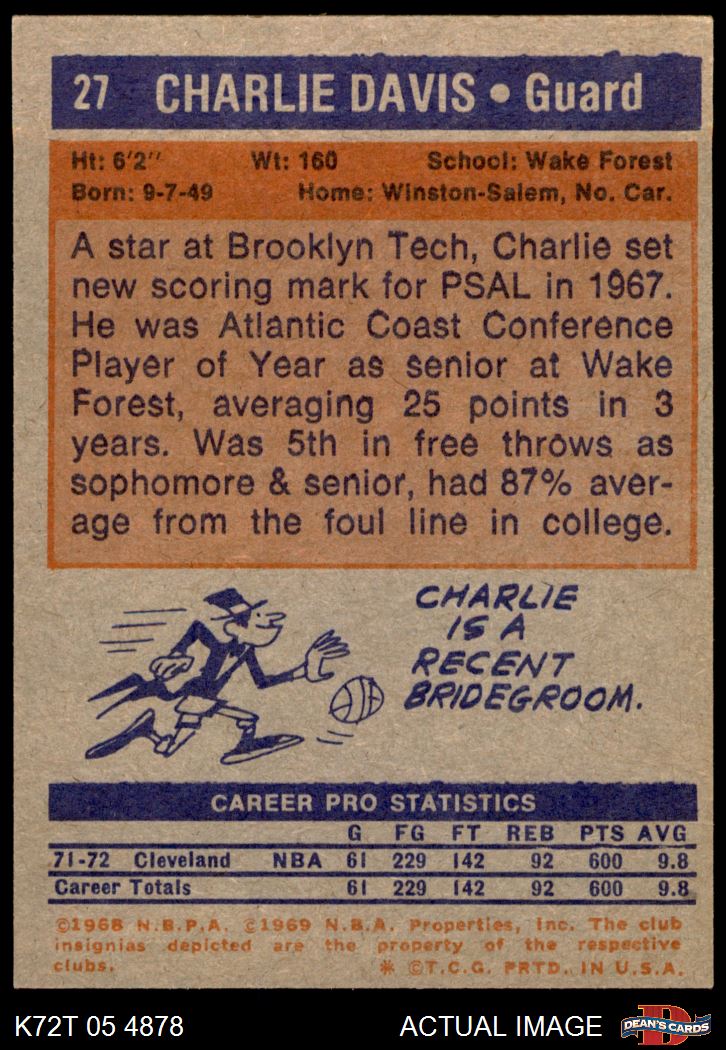 27 CHARLIE DAVIS • Guard
Ht: 6'2'' Wt: 160 School: Wake Forest
Born: 9-7-49 Home: Winston-Salem, No. Car.
A star at Brooklyn Tech, Charlie set
new scoring mark for PSAL in 1967.
He was Atlantic Coast Conference
Player of Year as senior at Wake
Forest, averaging 25 points in 3
years. Was 5th in free throws as
sophomore & senior, had 87% aver-
age from the foul line in college.
CHARLIE
IS A
RECENT
BRIDEGROOM.
CAREER PRO STATISTICS
G FG FT REB PTS AVG
71-72 Cleveland NBA 61 229 142 92 600 9.8
Career Totals 61 229 142 92 600 9.8
©1968 N.B.P.A. ©1969 N.B.A. Properties, Inc. The club
insignias depicted are the property of the respective
clubs. * ©T.C.G. PRTD. IN U.S.A.
K72T 05 4878 ACTUAL IMAGE D DEAN'S CARDS